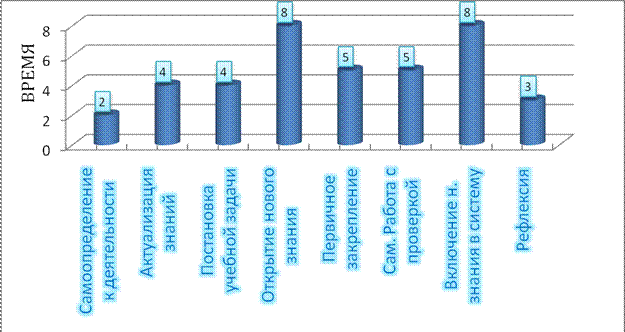 ВРЕМЯ
8
6
4
2
0
2
4
4
8
5
5
8
3
Самоопределение
к деятельности
Актуализация
знаний
Постановка
учебной задачи
Открытие нового
знания
Первичное
закрепление
Сам. Работа с
проверкой
Включение н.
знания в систему
Рефлексия